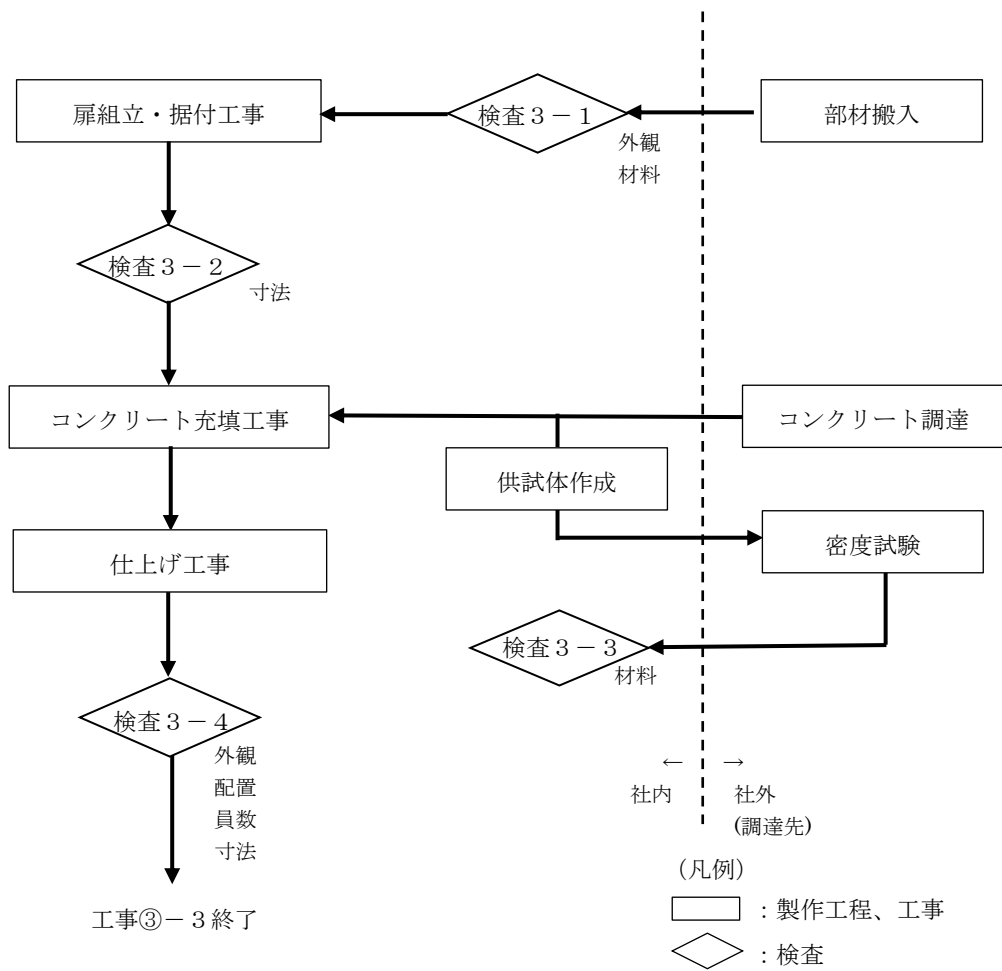 扉組立・据付工事
検査3－1
部材搬入
外観
材料
検査3－2
寸法
コンクリート充填工事
コンクリート調達
供試体作成
仕上げ工事
密度試験
検査3－3
材料
検査3－4
外観
配置
員数
寸法
← →
社内 社外
(調達先)
（凡例）
：製作工程、工事
：検査
工事③－3終了